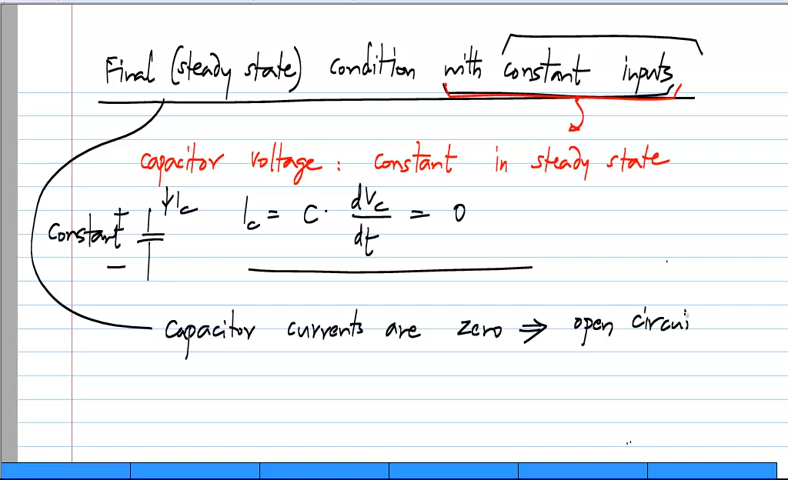 Final (steady state) condition with constant inputs
capacitor voltage: constant in steady state
constant + - Ic Ic = C · dVc/dt = 0
Capacitor currents are zero ⇒ open circui